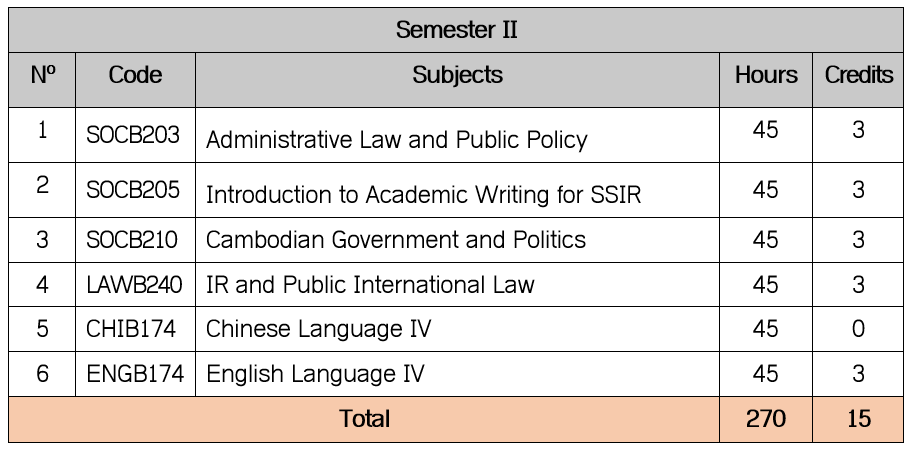 Semester II
Nº Code Subjects Hours Credits
1 SOCB203 Administrative Law and Public Policy 45 3
2 SOCB205 Introduction to Academic Writing for SSIR 45 3
3 SOCB210 Cambodian Government and Politics 45 3
4 LAWB240 IR and Public International Law 45 3
5 CHIB174 Chinese Language IV 45 0
6 ENGB174 English Language IV 45 3
Total 270 15